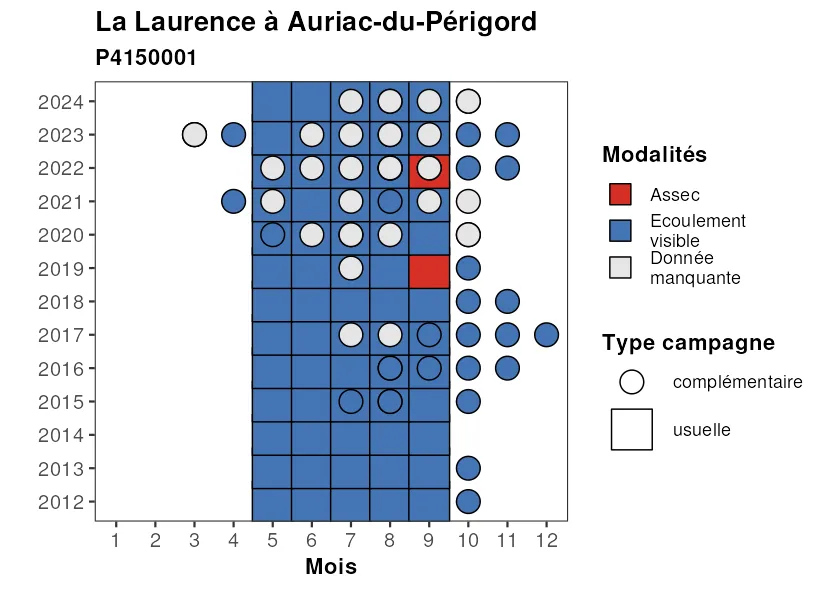 La Laurence à Auriac-du-Périgord
P4150001
2024
2023
2022
2021
2020
2019
2018
2017
2016
2015
2014
2013
2012
1 2 3 4 5 6 7 8 9 10 11 12
Mois
Modalités
Assec
Ecoulement
visible
Donnée
manquante
Type campagne
complémentaire
usuelle